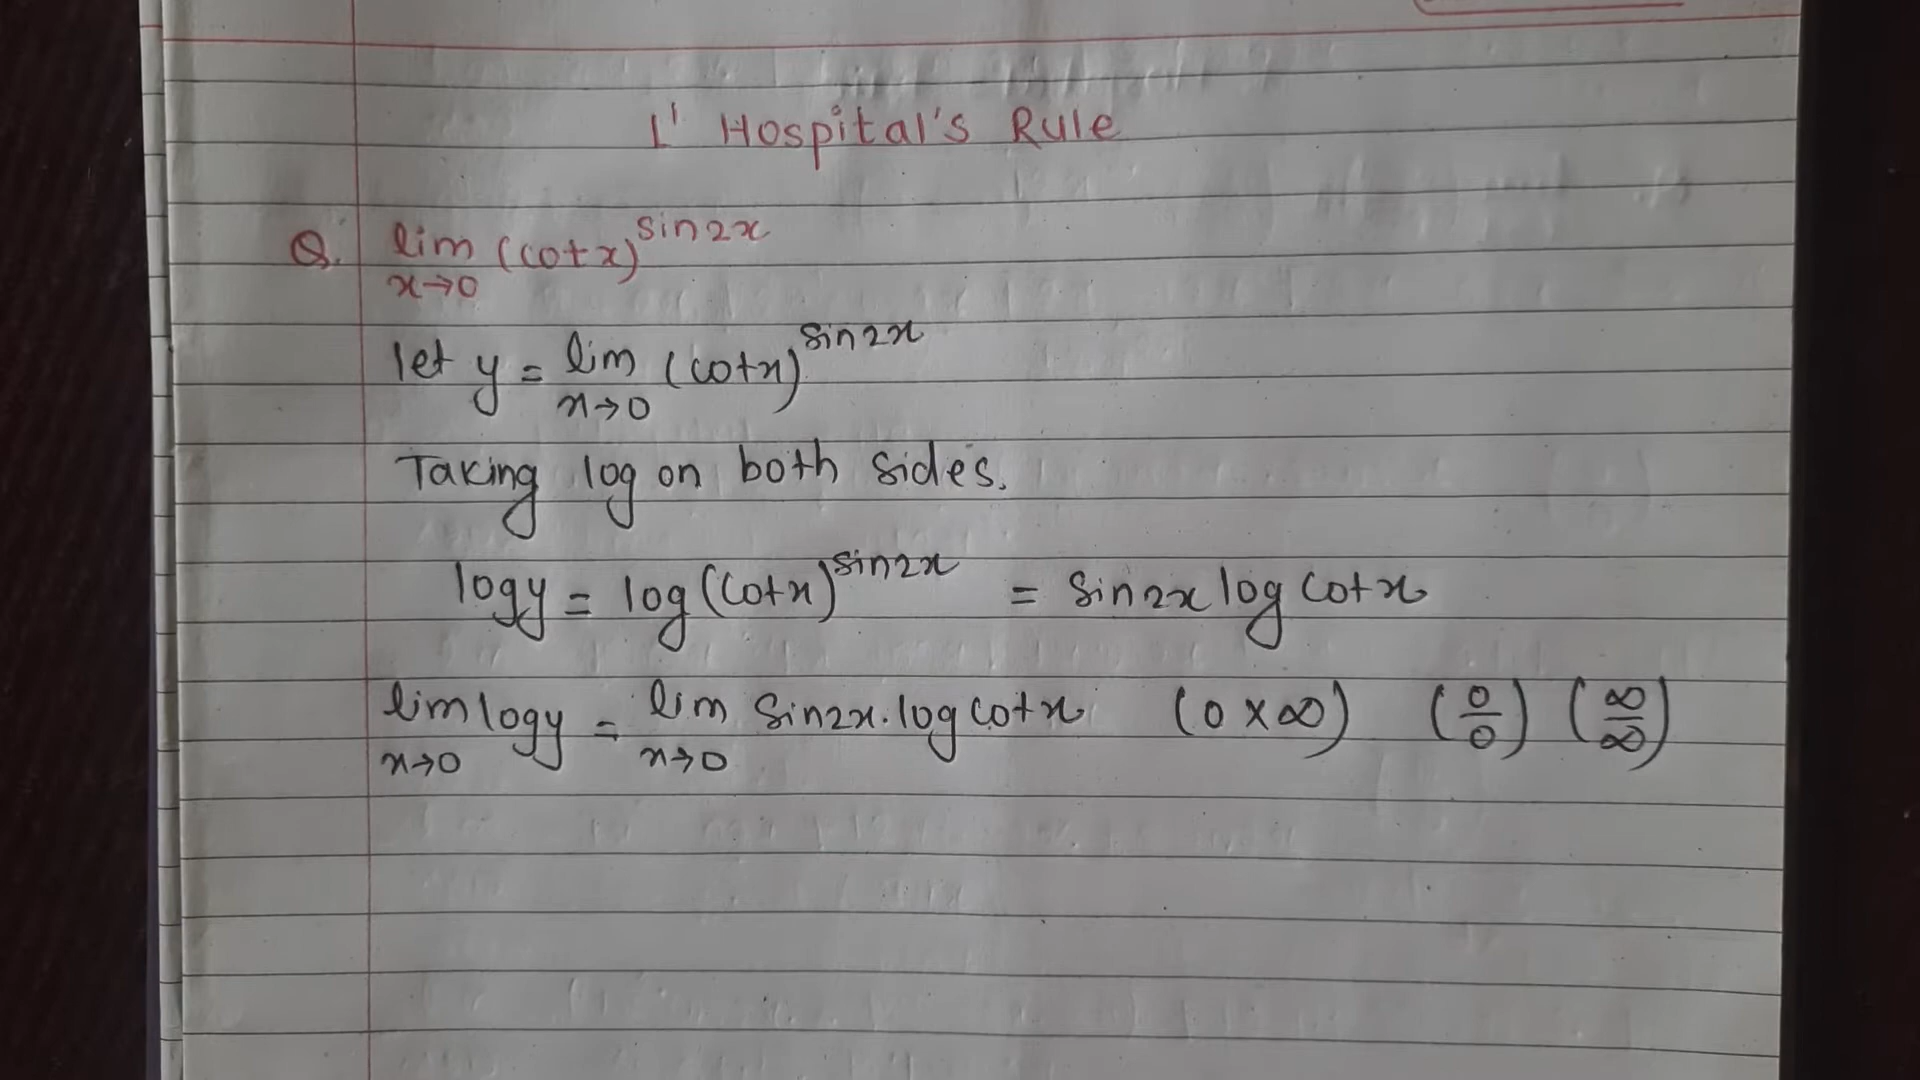 L' Hospital's Rule
Q. lim (cotx)^sin2x
x→0
let y = lim (cotx)^sin2x
x→0
Taking log on both sides.
logy = log(cotx)^sin2x = sin2x log cotx
lim logy = lim sin2x.log cotx (0×∞) (0/0) (∞/∞)
x→0 x→0